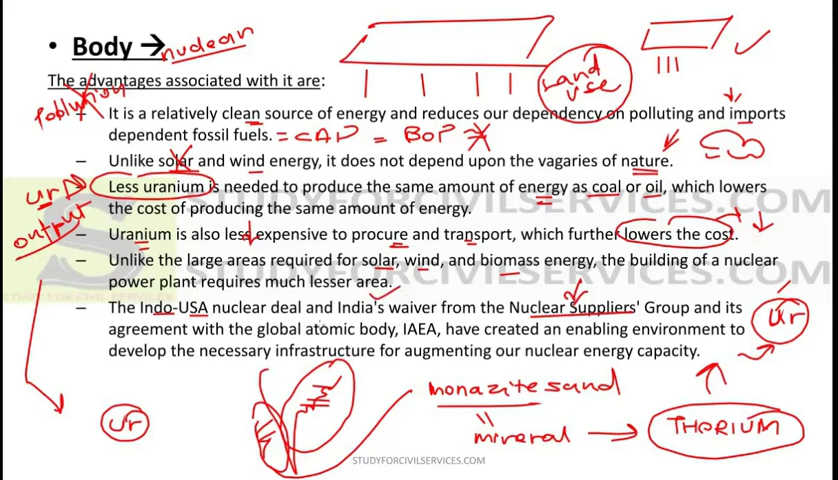 • Body → nuclear
Land use
The advantages associated with it are:
Pollution
– It is a relatively clean source of energy and reduces our dependency on polluting and imports
dependent fossil fuels. = CAD = BOP
– Unlike solar and wind energy, it does not depend upon the vagaries of nature.
ur
– Less uranium is needed to produce the same amount of energy as coal or oil, which lowers
the cost of producing the same amount of energy.
output
– Uranium is also less expensive to procure and transport, which further lowers the cost.
– Unlike the large areas required for solar, wind, and biomass energy, the building of a nuclear
power plant requires much lesser area.
– The Indo-USA nuclear deal and India's waiver from the Nuclear Suppliers' Group and its
ur
agreement with the global atomic body, IAEA, have created an enabling environment to
develop the necessary infrastructure for augmenting our nuclear energy capacity.
monazite sand
ur
mineral → THORIUM
STUDYFORCIVILSERVICES.COM
STUDYFORCIVILSERVICES.COM
STUDYFORCIVILSERVICES.COM
STUDY FOR CIVIL SERVICES